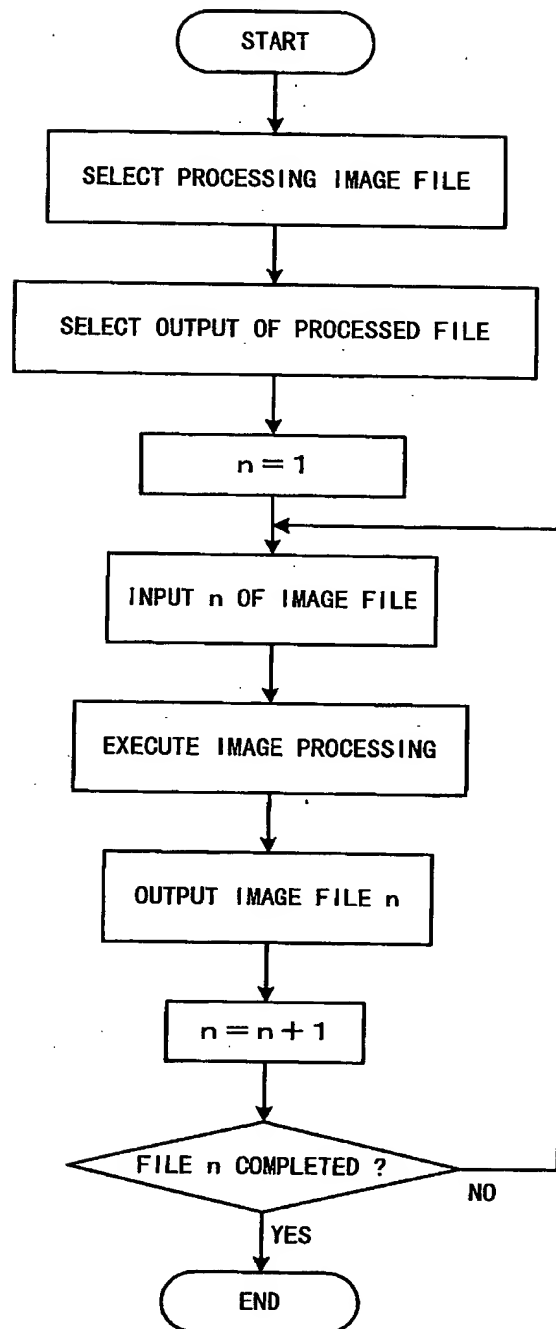 START
SELECT PROCESSING IMAGE FILE
SELECT OUTPUT OF PROCESSED FILE
n=1
INPUT n OF IMAGE FILE
EXECUTE IMAGE PROCESSING
OUTPUT IMAGE FILE n
n=n+1
FILE n COMPLETED ?
NO
YES
END